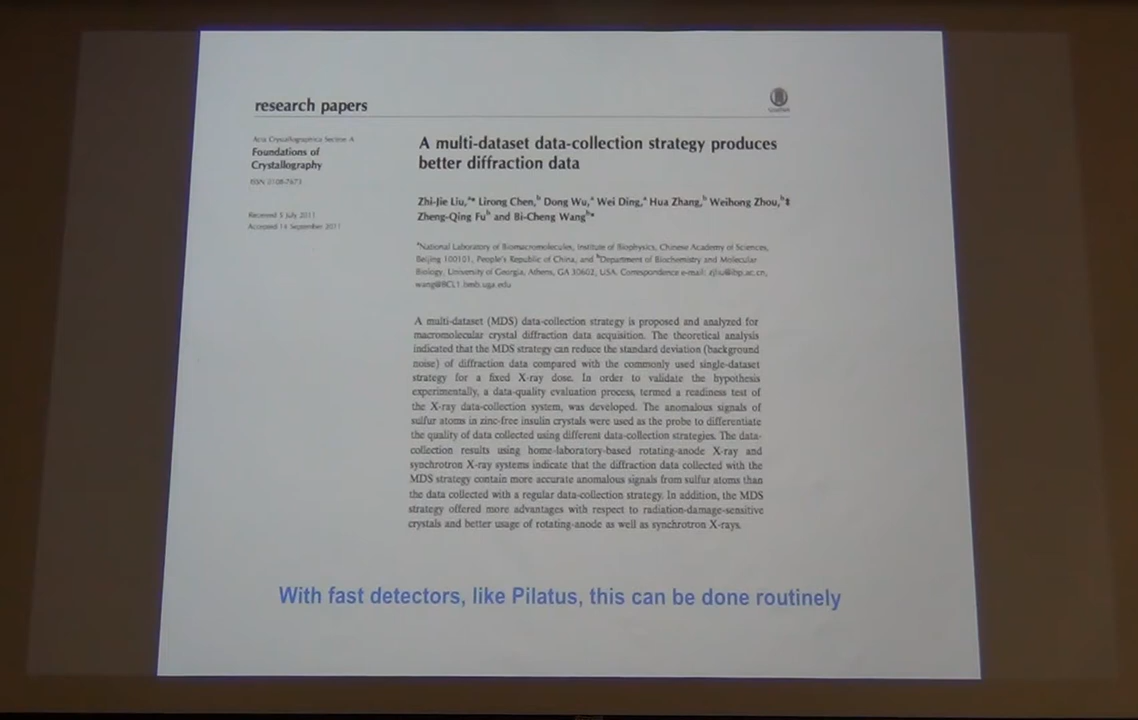 research papers
Acta Crystallographica Section A
Foundations of
Crystallography
ISSN 0108-7673
Received 5 July 2011
Accepted 14 September 2011
A multi-dataset data-collection strategy produces
better diffraction data
Zhi-Jie Liu,ᵃ* Lirong Chen,ᵇ Dong Wu,ᵃ Wei Ding,ᵃ Hua Zhang,ᵇ Weihong Zhou,ᵇ‡
Zheng-Qing Fuᵇ and Bi-Cheng Wangᵇ*
ᵃNational Laboratory of Biomacromolecules, Institute of Biophysics, Chinese Academy of Sciences,
Beijing 100101, People's Republic of China, and ᵇDepartment of Biochemistry and Molecular
Biology, University of Georgia, Athens, GA 30602, USA. Correspondence e-mail: zjliu@ibp.ac.cn,
wang@BCL1.bmb.uga.edu
A multi-dataset (MDS) data-collection strategy is proposed and analyzed for
macromolecular crystal diffraction data acquisition. The theoretical analysis
indicated that the MDS strategy can reduce the standard deviation (background
noise) of diffraction data compared with the commonly used single-dataset
strategy for a fixed X-ray dose. In order to validate the hypothesis
experimentally, a data-quality evaluation process, termed a readiness test of
the X-ray data-collection system, was developed. The anomalous signals of
sulfur atoms in zinc-free insulin crystals were used as the probe to differentiate
the quality of data collected using different data-collection strategies. The data-
collection results using home-laboratory-based rotating-anode X-ray and
synchrotron X-ray systems indicate that the diffraction data collected with the
MDS strategy contain more accurate anomalous signals from sulfur atoms than
the data collected with a regular data-collection strategy. In addition, the MDS
strategy offered more advantages with respect to radiation-damage-sensitive
crystals and better usage of rotating-anode as well as synchrotron X-rays.
With fast detectors, like Pilatus, this can be done routinely